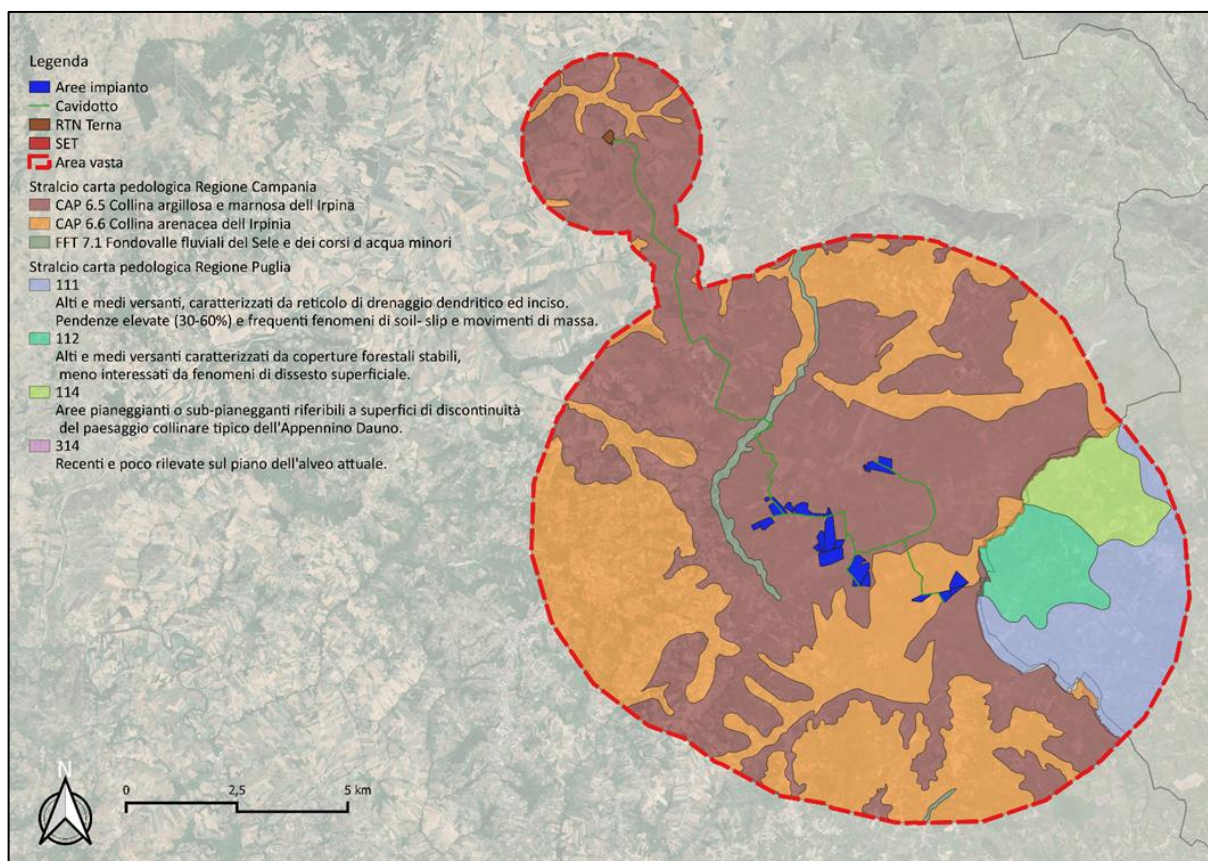 Legenda
Aree impianto
Cavidotto
RTN Terna
SET
Area vasta
Stralcio carta pedologica Regione Campania
CAP 6.5 Collina argillosa e marnosa dell Irpina
CAP 6.6 Collina arenacea dell Irpinia
FFT 7.1 Fondovalle fluviali del Sele e dei corsi d acqua minori
Stralcio carta pedologica Regione Puglia
111
Alti e medi versanti, caratterizzati da reticolo di drenaggio dendritico ed inciso.
Pendenze elevate (30-60%) e frequenti fenomeni di soil- slip e movimenti di massa.
112
Alti e medi versanti caratterizzati da coperture forestali stabili,
meno interessati da fenomeni di dissesto superficiale.
114
Aree pianeggianti o sub-pianegganti riferibili a superfici di discontinuità
del paesaggio collinare tipico dell'Appennino Dauno.
314
Recenti e poco rilevate sul piano dell'alveo attuale.
N
0 2,5 5 km